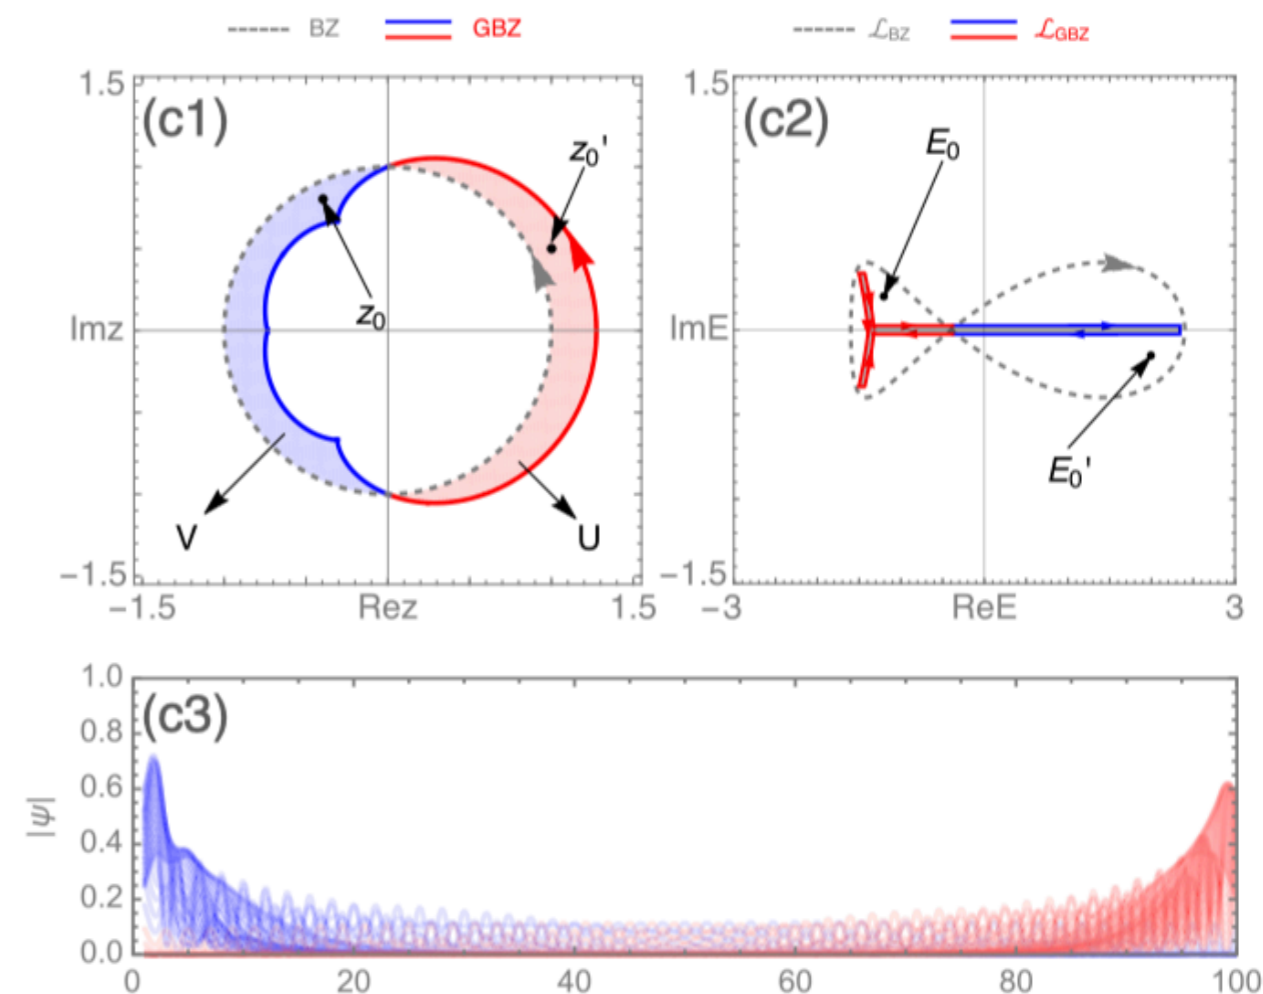 BZ GBZ ℒBZ ℒGBZ
1.5 (c1) z₀' 1.5 (c2) E₀
Imz z₀ ImE
V U E₀'
−1.5 −1.5
−1.5 Rez 1.5 −3 ReE 3
1.0 (c3)
0.8
0.6
|ψ|
0.4
0.2
0.0
0 20 40 60 80 100